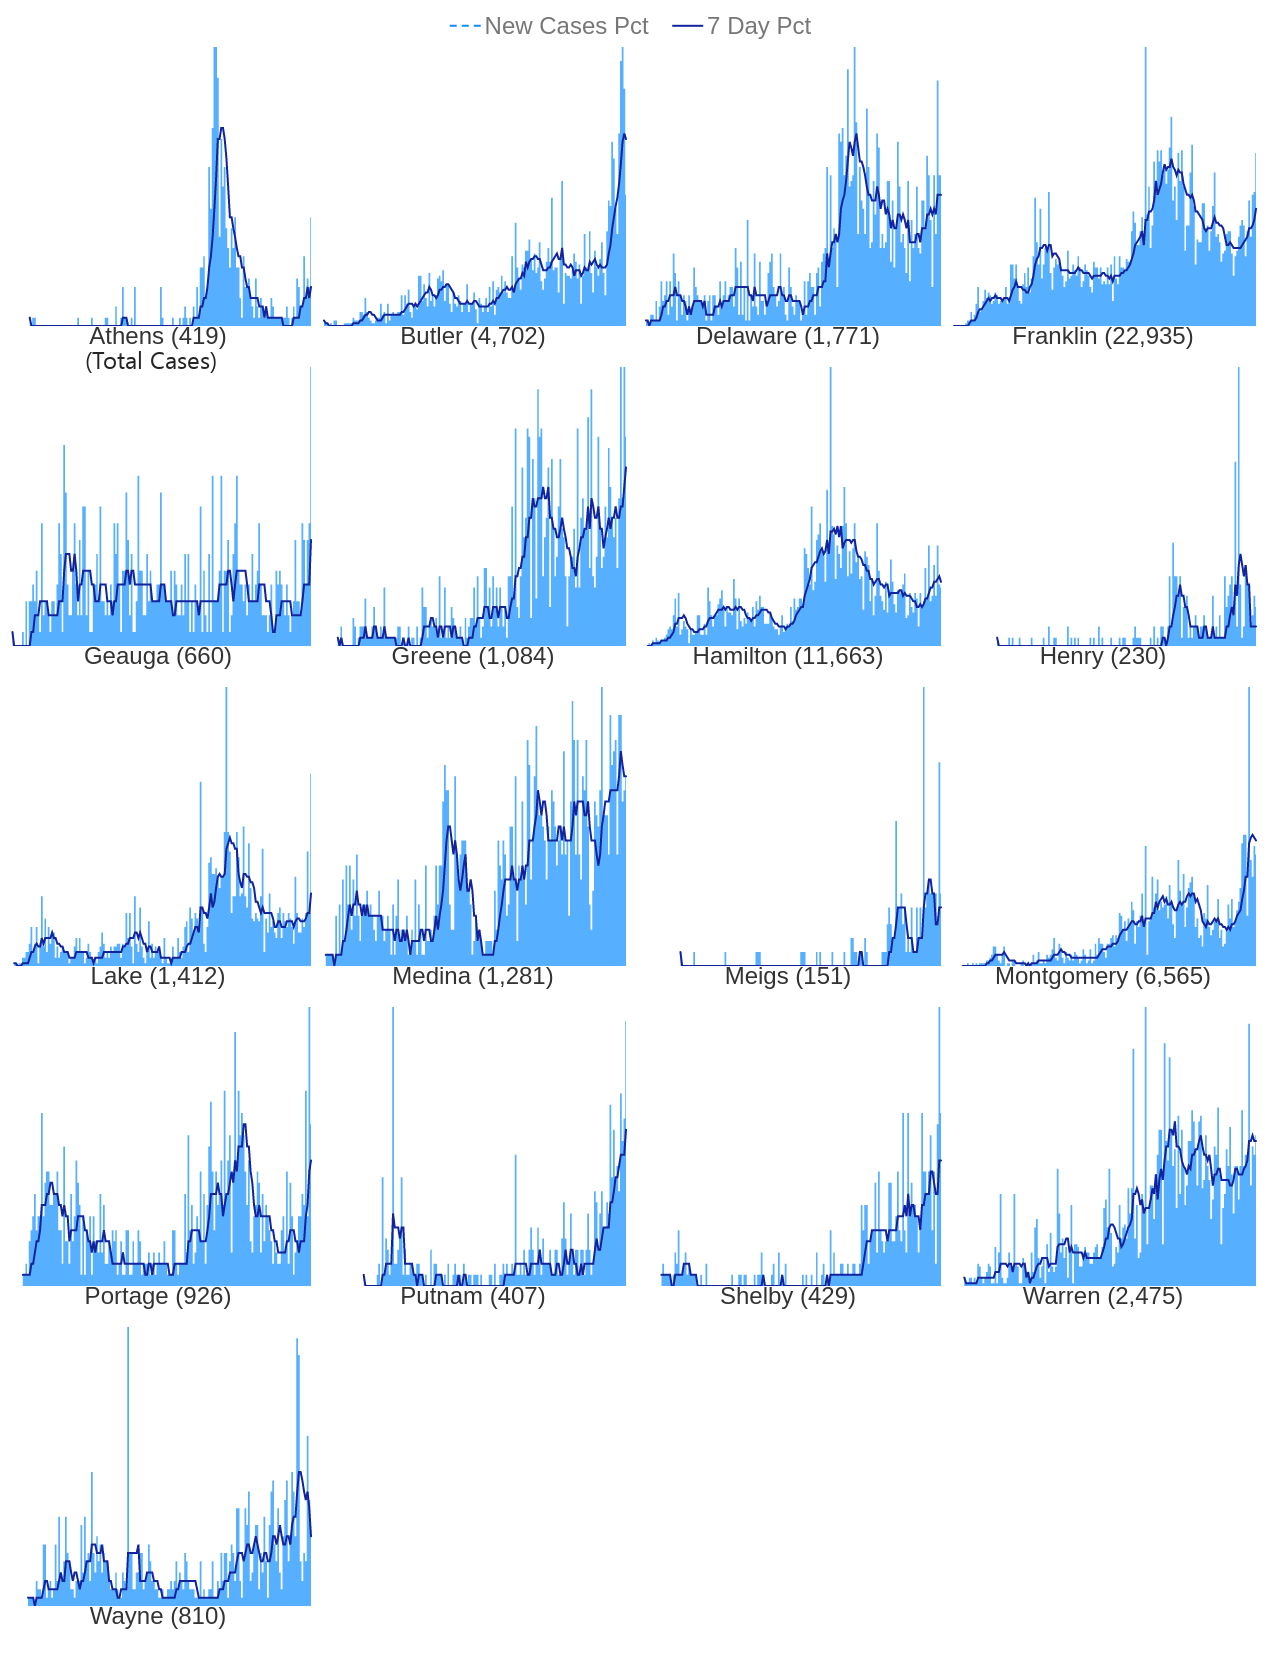 New Cases Pct 7 Day Pct
Athens (419) Butler (4,702) Delaware (1,771) Franklin (22,935)
(Total Cases)
Geauga (660) Greene (1,084) Hamilton (11,663) Henry (230)
Lake (1,412) Medina (1,281) Meigs (151) Montgomery (6,565)
Portage (926) Putnam (407) Shelby (429) Warren (2,475)
Wayne (810)